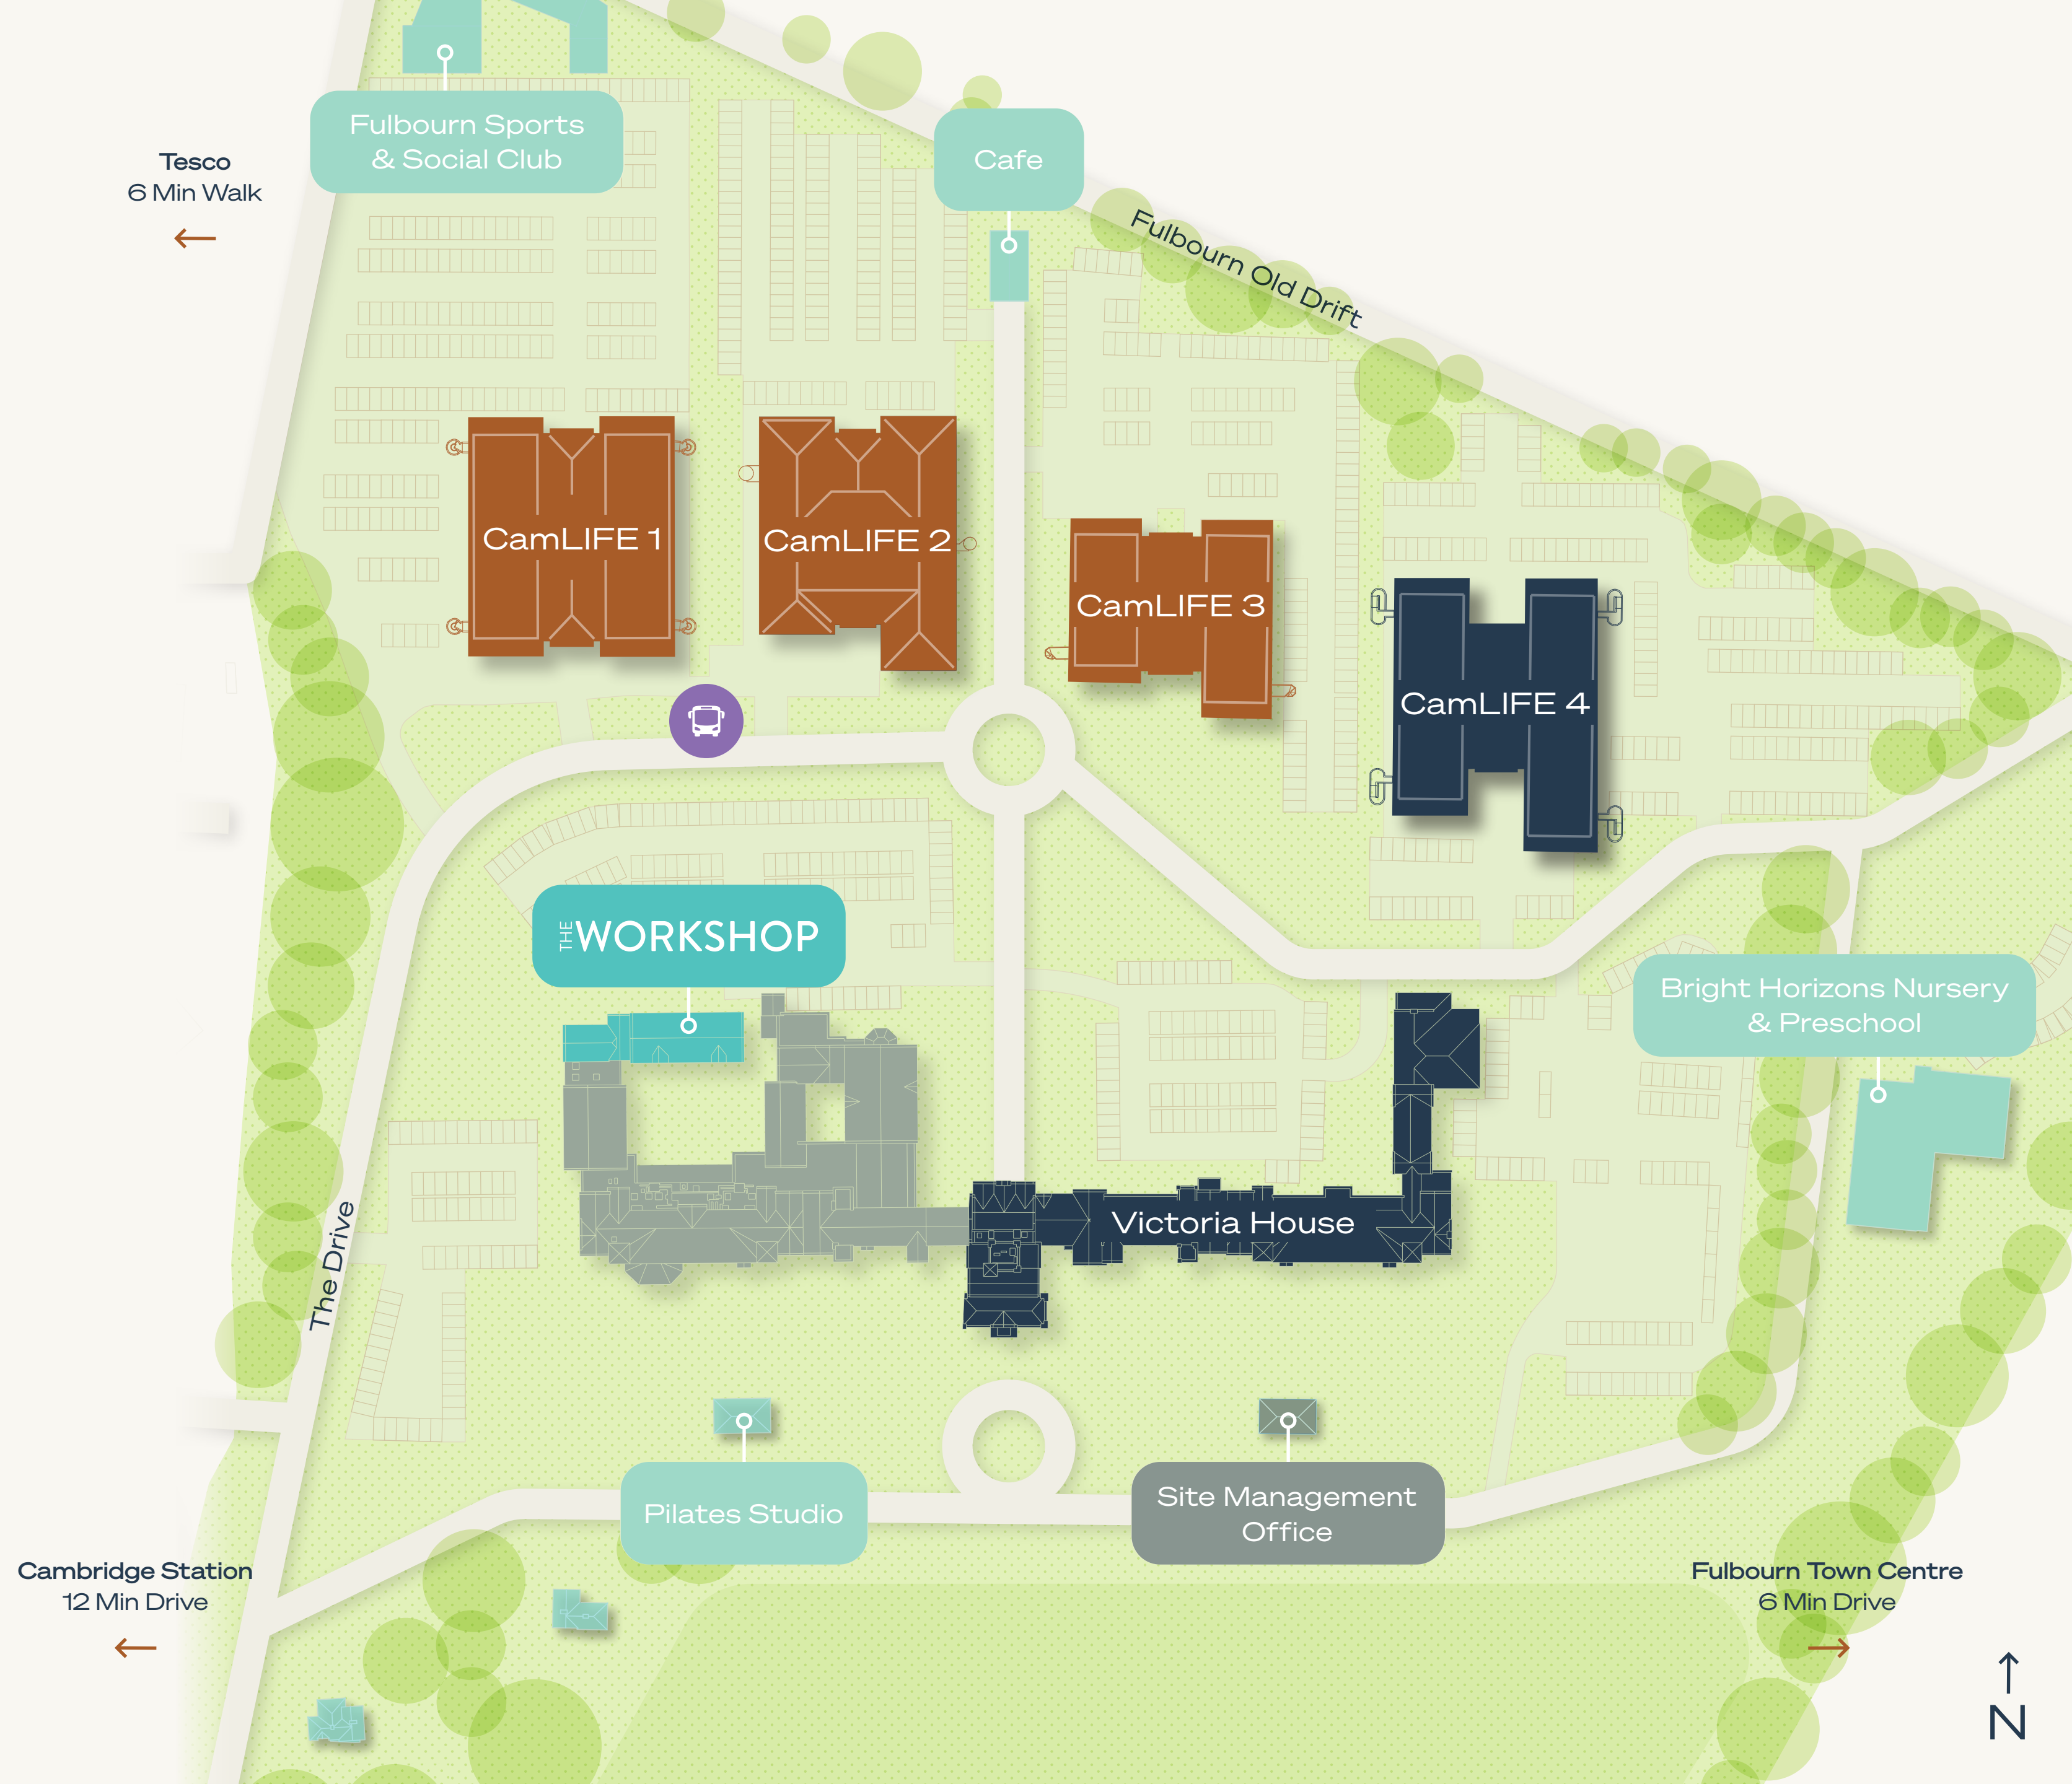 Fulbourn Sports
& Social Club
Tesco
6 Min Walk
←
Cafe
Fulbourn Old Drift
CamLIFE 1
CamLIFE 2
CamLIFE 3
CamLIFE 4
THE WORKSHOP
Bright Horizons Nursery
& Preschool
Victoria House
The Drive
Pilates Studio
Site Management
Office
Cambridge Station
12 Min Drive
←
Fulbourn Town Centre
6 Min Drive
→
↑
N